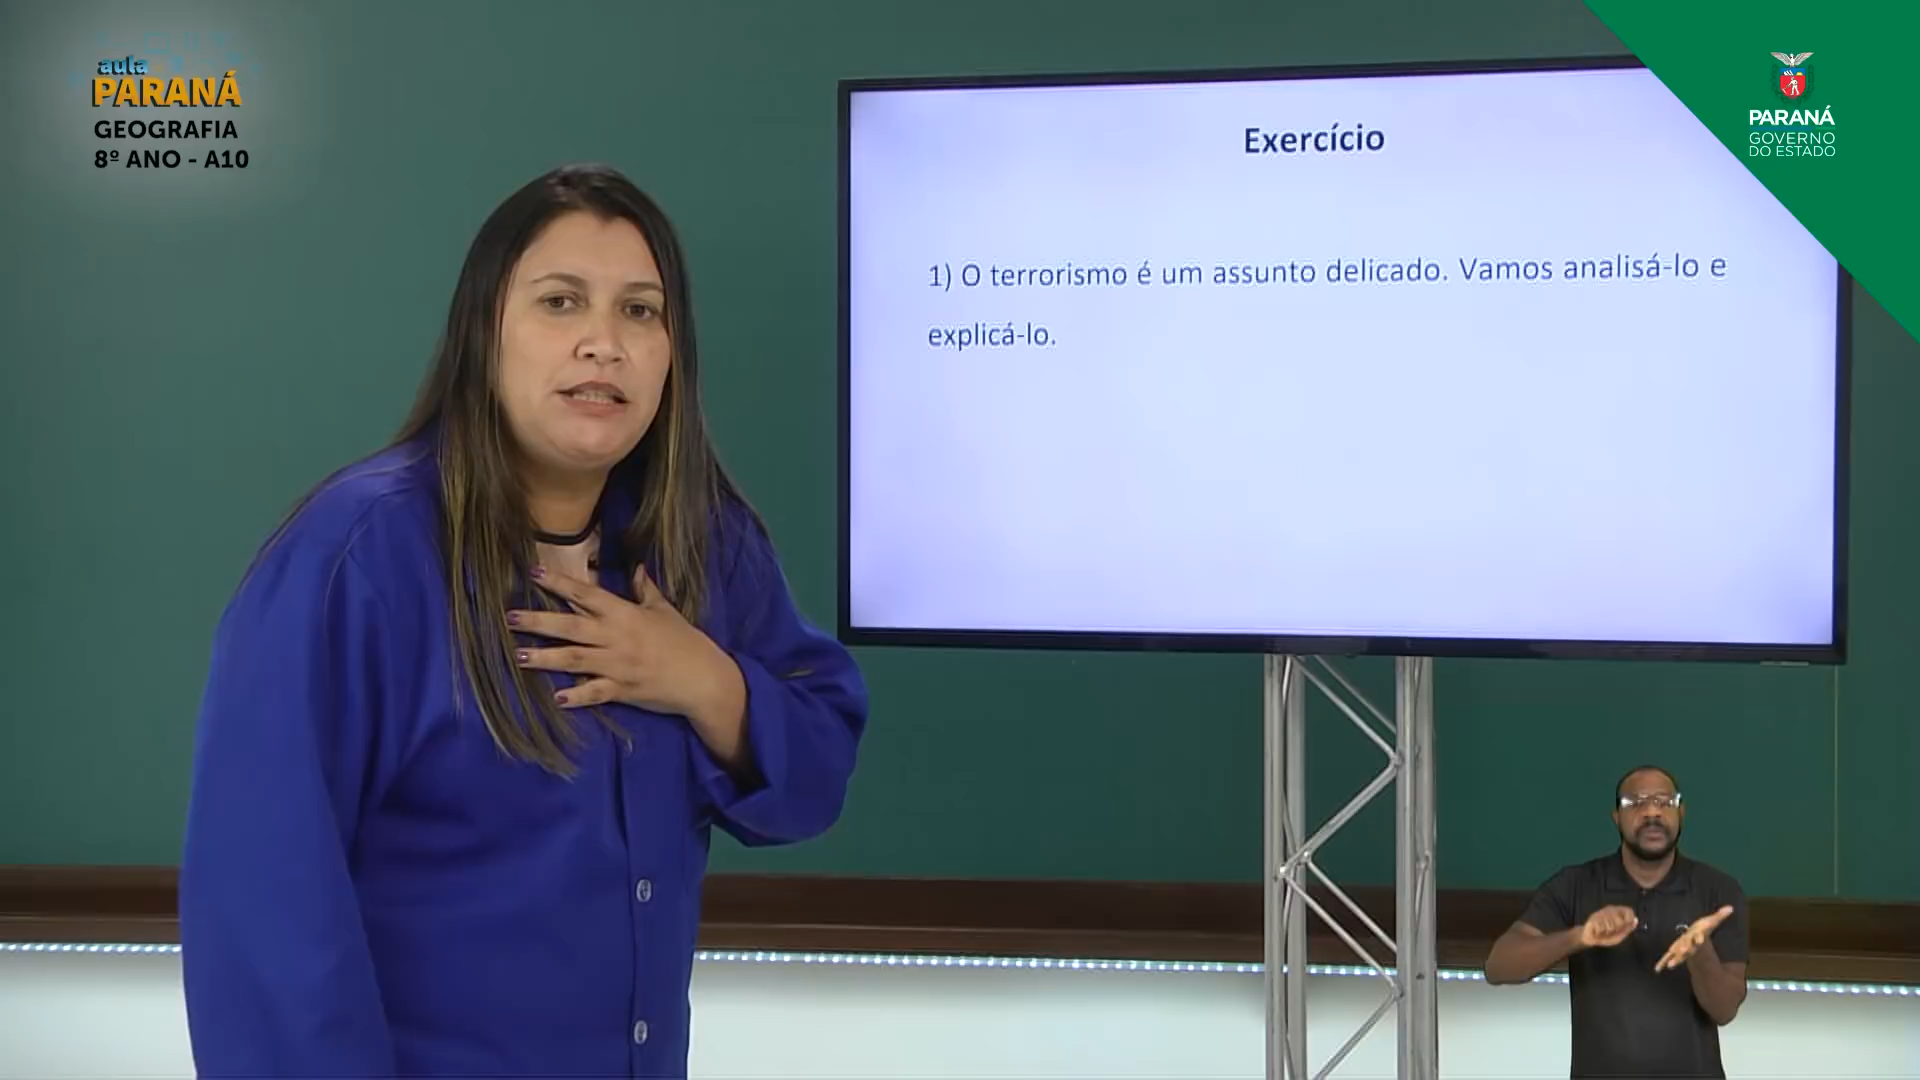 aula
PARANÁ
GEOGRAFIA
8º ANO - A10
Exercício
1) O terrorismo é um assunto delicado. Vamos analisá-lo e
explicá-lo.
PARANÁ
GOVERNO
DO ESTADO